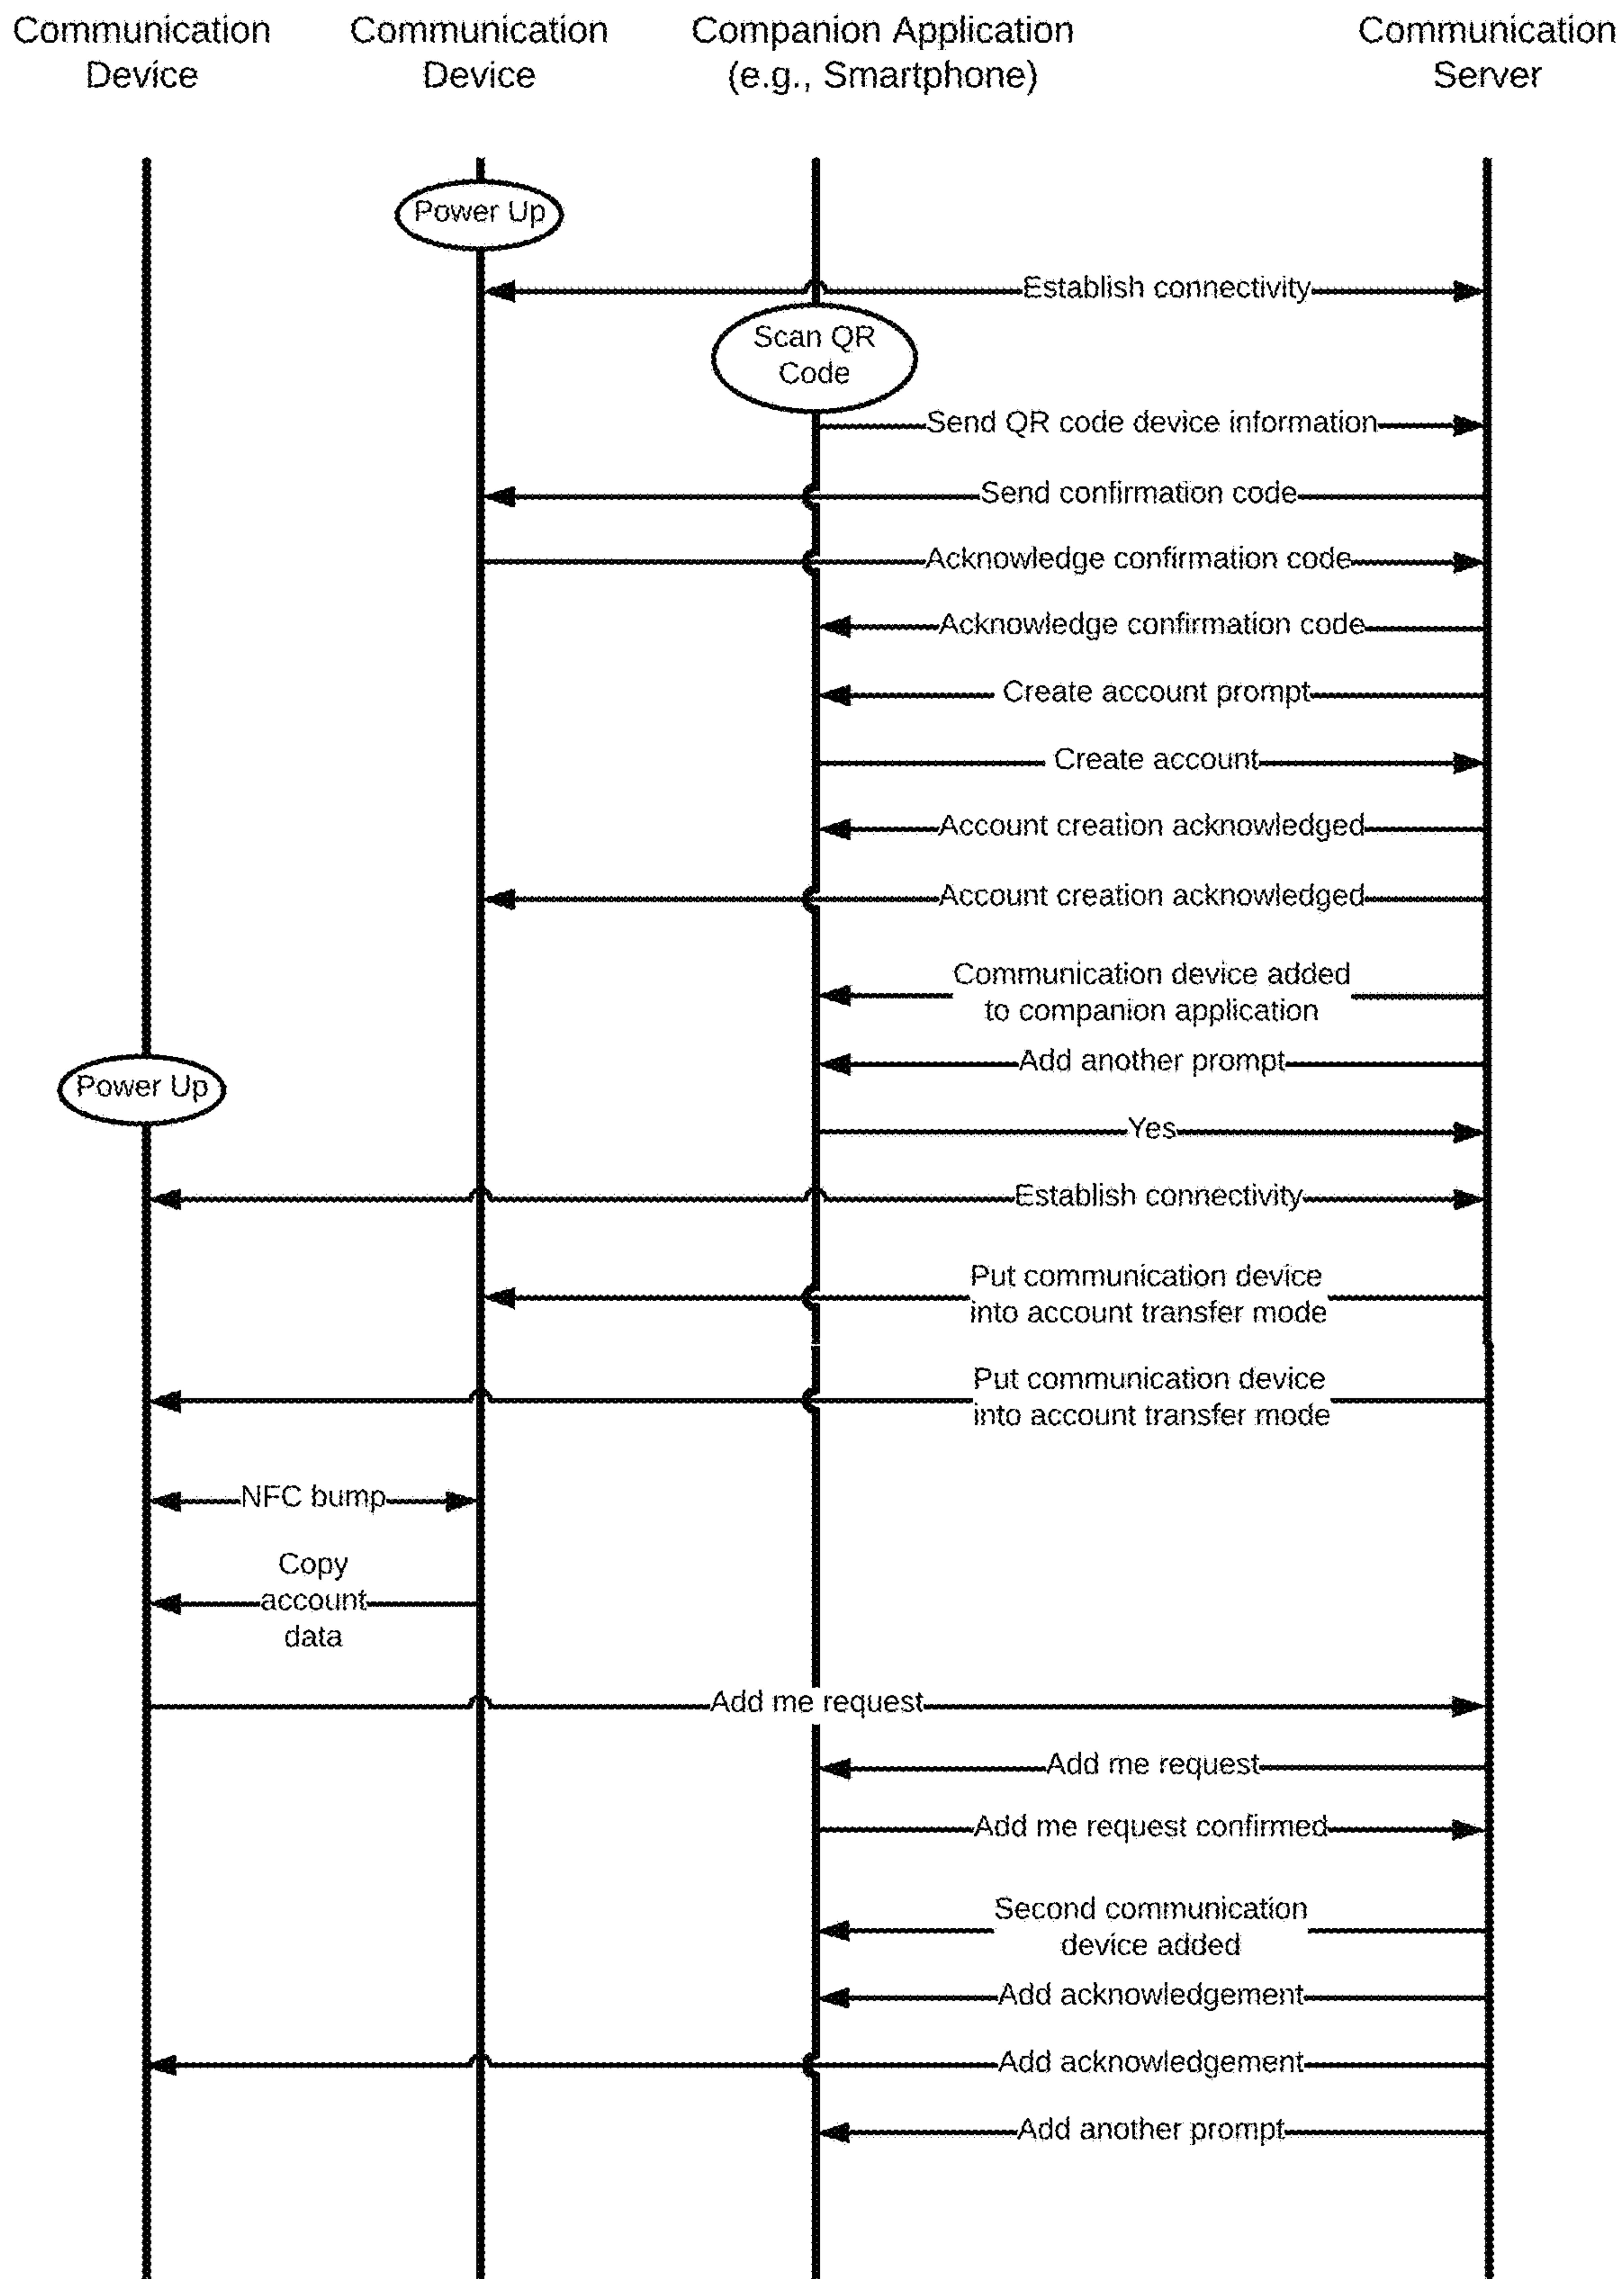 Communication
Device
Communication
Device
Companion Application
(e.g., Smartphone)
Communication
Server
Power Up
Establish connectivity
Scan QR
Code
Send QR code device information
Send confirmation code
Acknowledge confirmation code
Acknowledge confirmation code
Create account prompt
Create account
Account creation acknowledged
Account creation acknowledged
Communication device added
to companion application
Add another prompt
Power Up
Yes
Establish connectivity
Put communication device
into account transfer mode
Put communication device
into account transfer mode
NFC bump
Copy
account
data
Add me request
Add me request
Add me request confirmed
Second communication
device added
Add acknowledgement
Add acknowledgement
Add another prompt